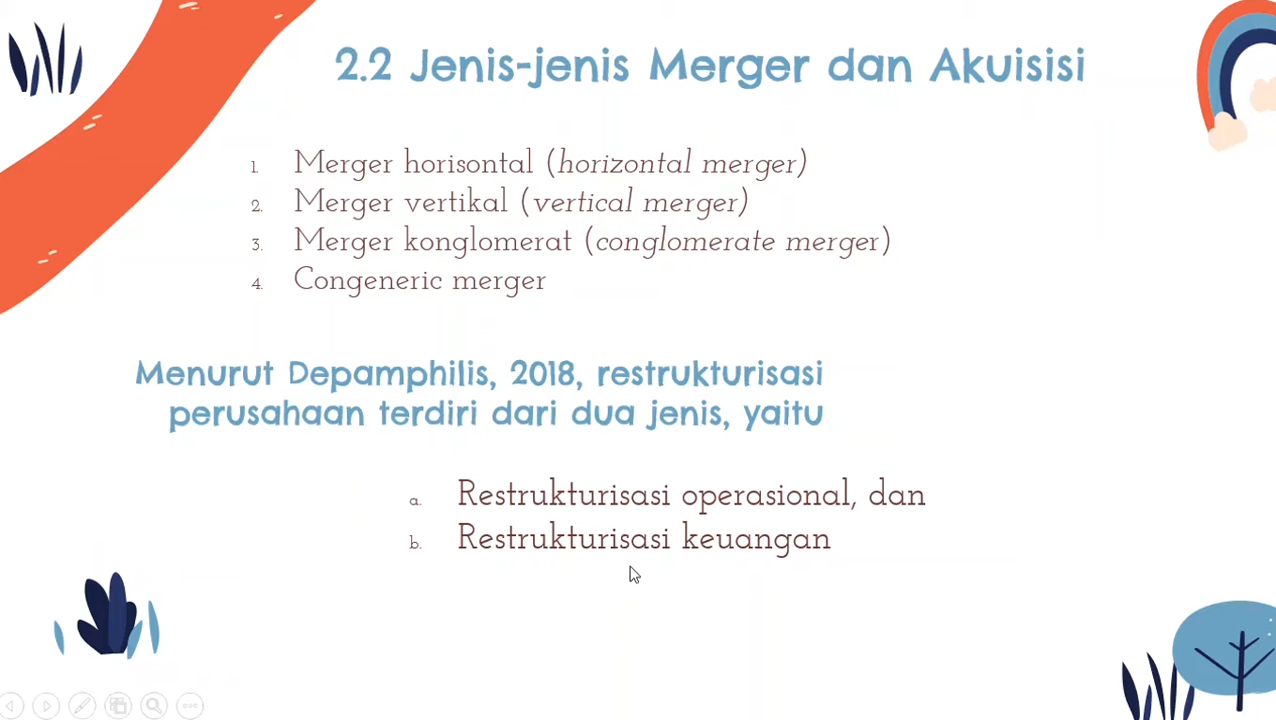 2.2 Jenis-jenis Merger dan Akuisisi
1. Merger horisontal (horizontal merger)
2. Merger vertikal (vertical merger)
3. Merger konglomerat (conglomerate merger)
4. Congeneric merger
Menurut Depamphilis, 2018, restrukturisasi
perusahaan terdiri dari dua jenis, yaitu
a. Restrukturisasi operasional, dan
b. Restrukturisasi keuangan